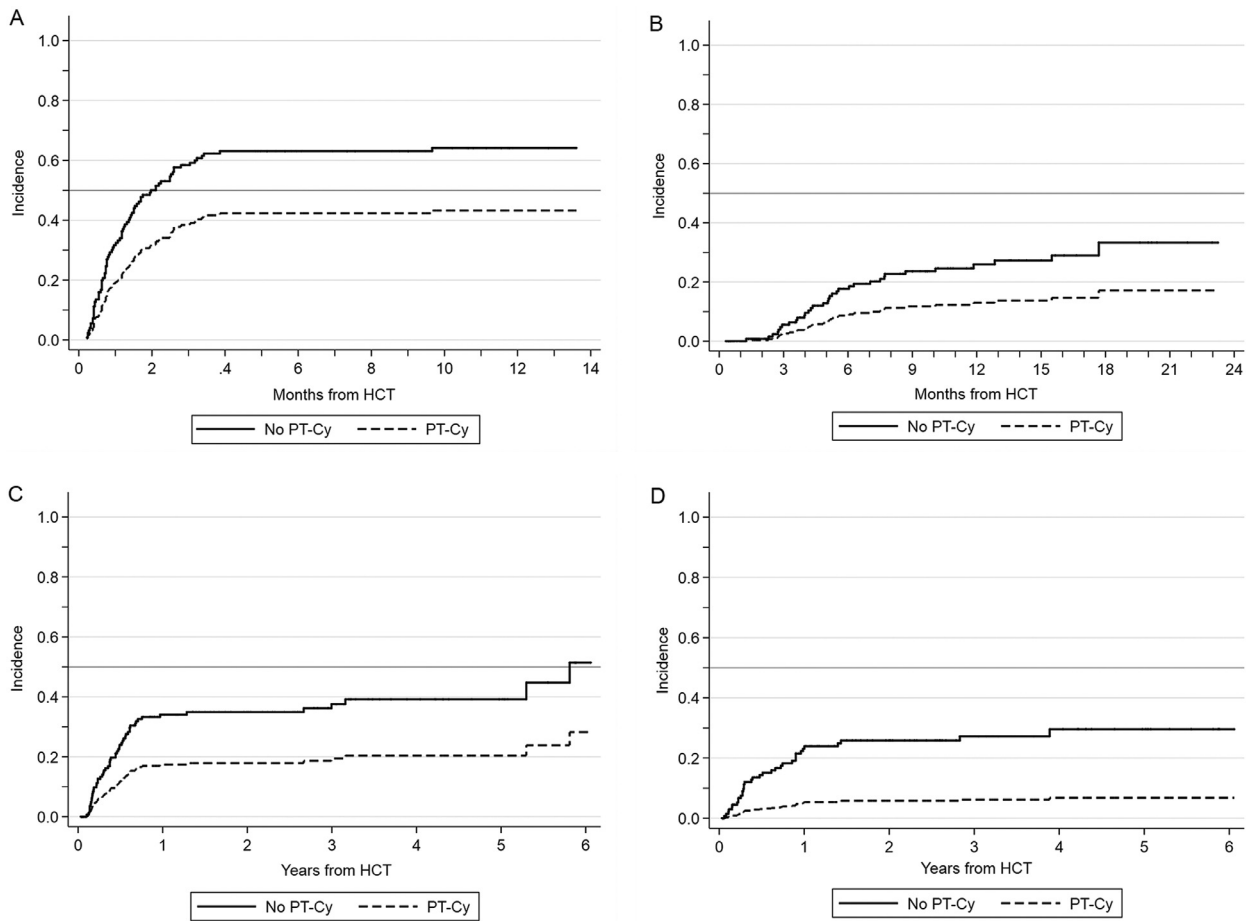 A
1.0
0.8
0.6
0.4
0.2
0.0
Incidence
0 2 .4 6 8 10 12 14
Months from HCT
No PT-Cy PT-Cy
B
1.0
0.8
0.6
0.4
0.2
0.0
Incidence
0 3 6 9 12 15 18 21 24
Months from HCT
No PT-Cy PT-Cy
C
1.0
0.8
0.6
0.4
0.2
0.0
Incidence
0 1 2 3 4 5 6
Years from HCT
No PT-Cy PT-Cy
D
1.0
0.8
0.6
0.4
0.2
0.0
Incidence
0 1 2 3 4 5 6
Years from HCT
No PT-Cy PT-Cy